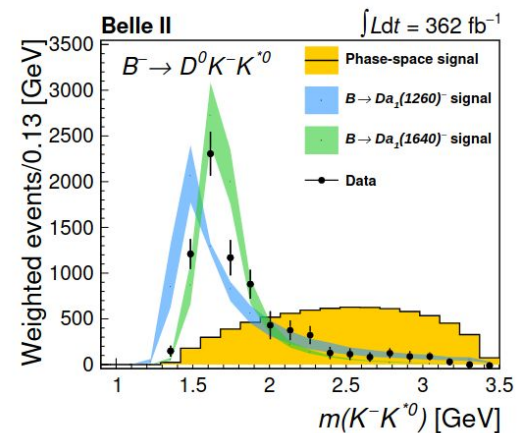 Belle II
∫Ldt = 362 fb⁻¹
B⁻ → D⁰K⁻K*⁰
Phase-space signal
B → Da₁(1260)⁻ signal
B → Da₁(1640)⁻ signal
Data
Weighted events/0.13 [GeV]
3500
3000
2500
2000
1500
1000
500
0
1 1.5 2 2.5 3 3.5
m(K⁻K*⁰) [GeV]